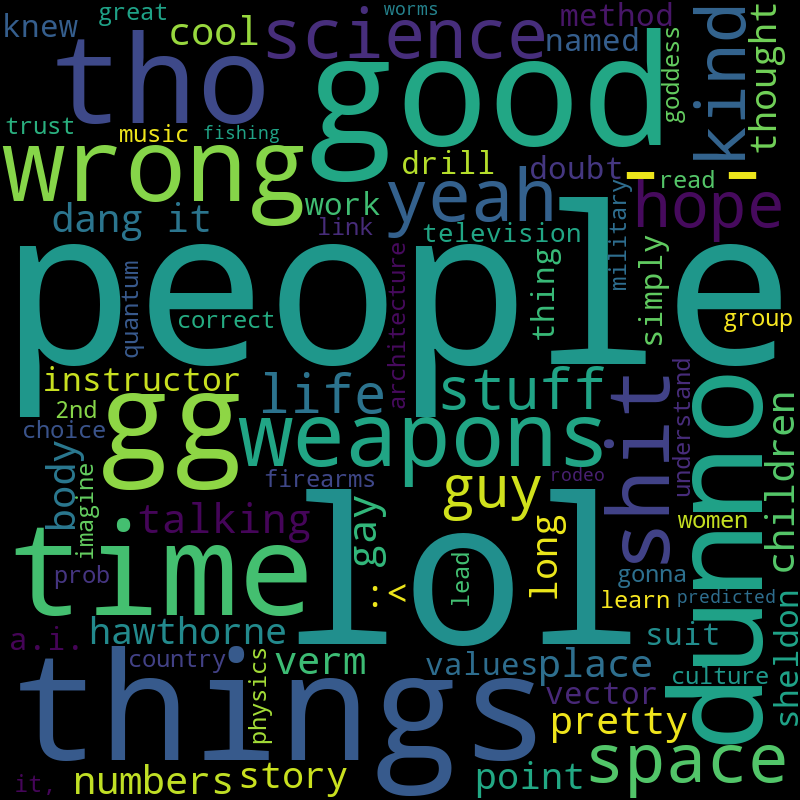 great
worms
knew
cool
science
method
named
tho
good
kind
thought
goddess
trust
music
fishing
wrong
drill
doubt
-
-
read
work
yeah
hope
dang it
link
television
military
people
quantum
correct
architecture
thing
simply
group
instructor
life
stuff
2nd
gg
weapons
shit
understand
dunnoe
children
choice
body
imagine
firearms
guy
rodeo
talking
gay
long
women
time
lol
: <
lead
prob
gonna
learn
predicted
a.i.
hawthorne
suit
sheldon
country
physics
verm
values
place
culture
things
vector
pretty
space
it,
numbers
story
point